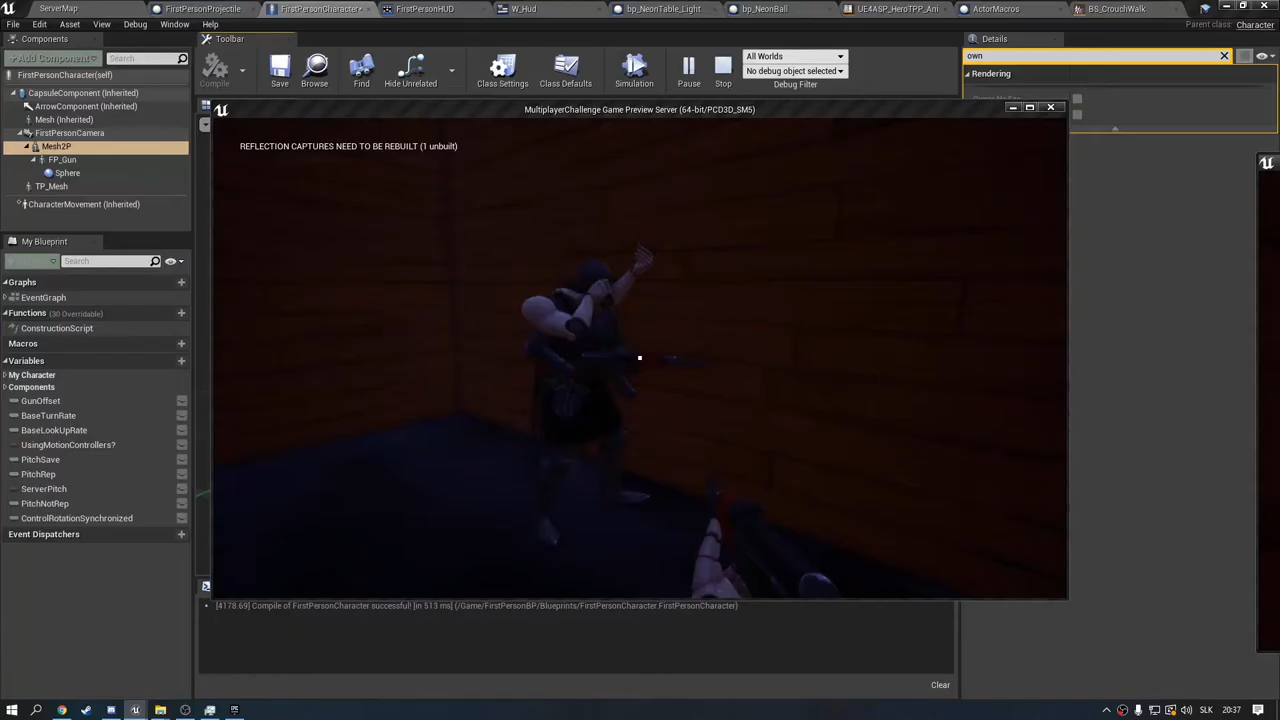 ServerMap
FirstPersonProjectile
FirstPersonCharacter*
FirstPersonHUD
W_Hud
bp_NeonTable_Light
bp_NeonBall
UE4ASP_HeroTPP_Ani
ActorMacros
BS_CrouchWalk
File
Edit
Asset
View
Debug
Window
Help
Parent class: Character
Components
Toolbar
Details
+Add Component
Search
Compile
Save
Browse
Find
Hide Unrelated
Class Settings
Class Defaults
Simulation
Pause
Stop
All Worlds
No debug object selected
Debug Filter
own
Rendering
FirstPersonCharacter(self)
CapsuleComponent (Inherited)
ArrowComponent (Inherited)
Mesh (Inherited)
FirstPersonCamera
Mesh2P
FP_Gun
Sphere
TP_Mesh
CharacterMovement (Inherited)
MultiplayerChallenge Game Preview Server (64-bit/PCD3D_SM5)
REFLECTION CAPTURES NEED TO BE REBUILT (1 unbuilt)
My Blueprint
Search
Graphs
EventGraph
Functions (30 Overridable)
ConstructionScript
Macros
Variables
My Character
Components
GunOffset
BaseTurnRate
BaseLookUpRate
UsingMotionControllers?
PitchSave
PitchRep
ServerPitch
PitchNotRep
ControlRotationSynchronized
Event Dispatchers
[4178.69] Compile of FirstPersonCharacter successful! [in 513 ms] (/Game/FirstPersonBP/Blueprints/FirstPersonCharacter.FirstPersonCharacter)
Clear
SLK
20:37